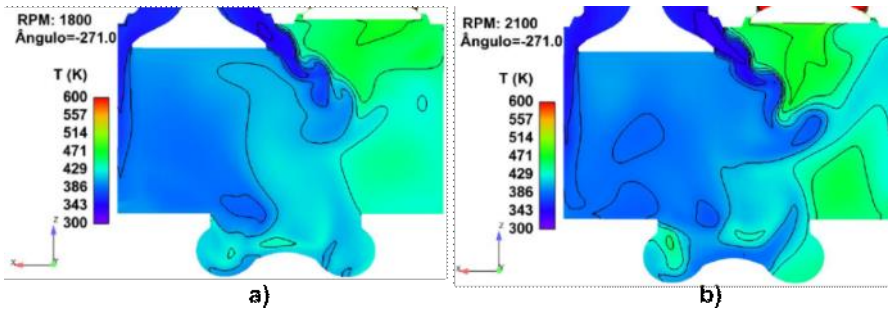 RPM: 1800
Ângulo=-271.0
T (K)
600
557
514
471
429
386
343
300
z
x
Y
a)
RPM: 2100
Ângulo=-271.0
T (K)
600
557
514
471
429
386
343
300
z
x
Y
b)